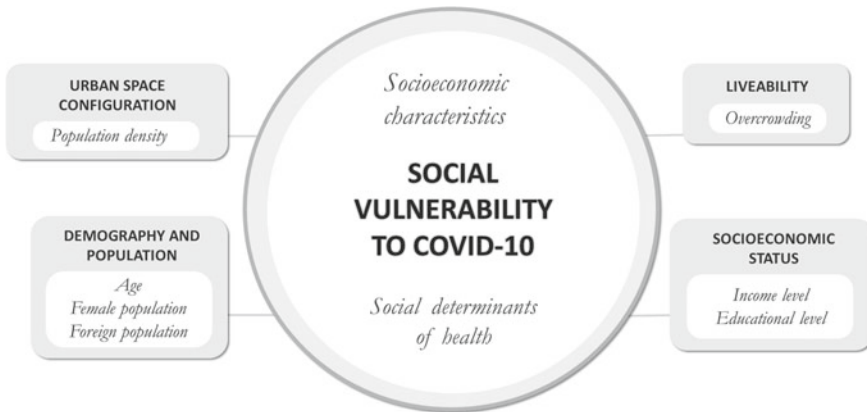 URBAN SPACE
CONFIGURATION
Population density
DEMOGRAPHY AND
POPULATION
Age
Female population
Foreign population
Socioeconomic
characteristics
SOCIAL
VULNERABILITY
TO COVID-10
Social determinants
of health
LIVEABILITY
Overcrowding
SOCIOECONOMIC
STATUS
Income level
Educational level